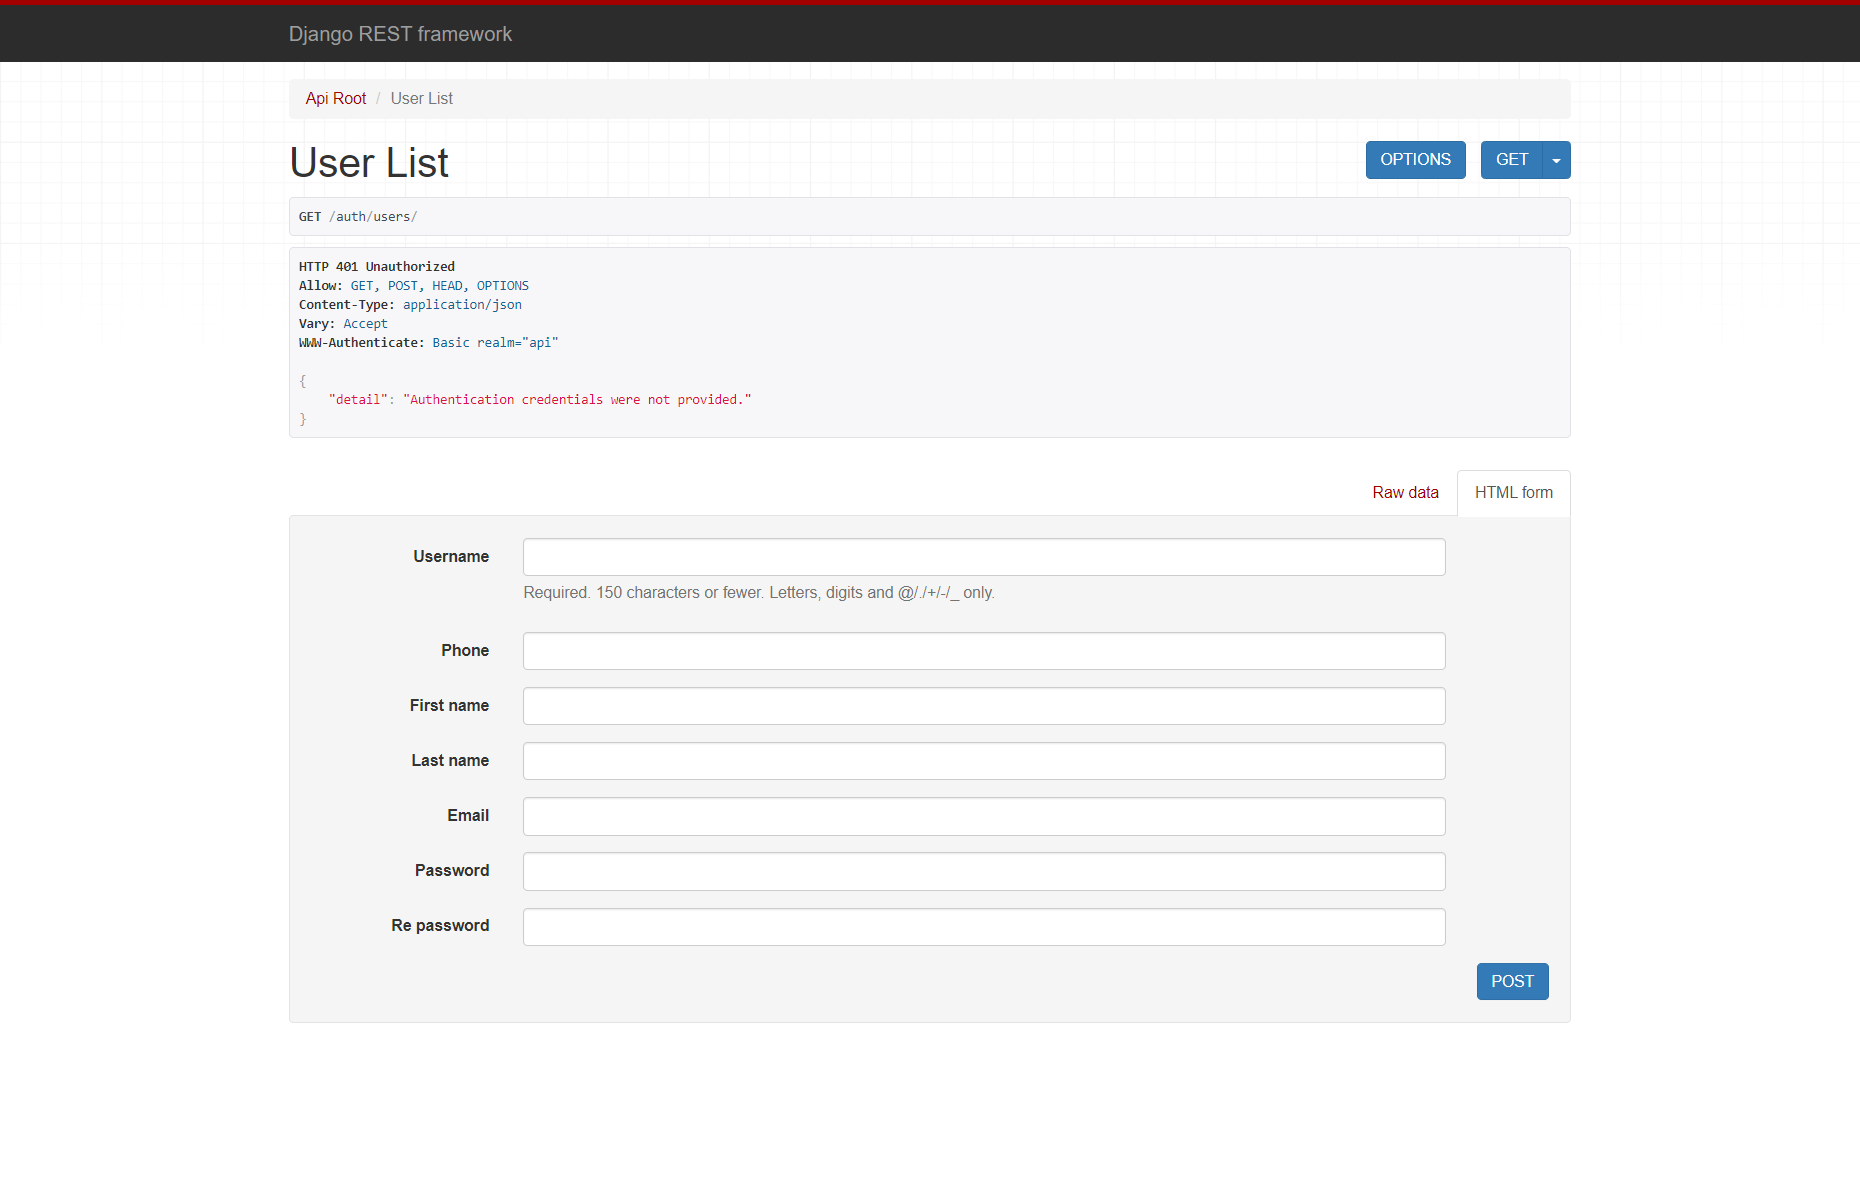 Django REST framework
Api Root / User List
User List
OPTIONS
GET
GET /auth/users/
HTTP 401 Unauthorized
Allow: GET, POST, HEAD, OPTIONS
Content-Type: application/json
Vary: Accept
WWW-Authenticate: Basic realm="api"
{
    "detail": "Authentication credentials were not provided."
}
Raw data
HTML form
Username
Required. 150 characters or fewer. Letters, digits and @/./+/-/_ only.
Phone
First name
Last name
Email
Password
Re password
POST